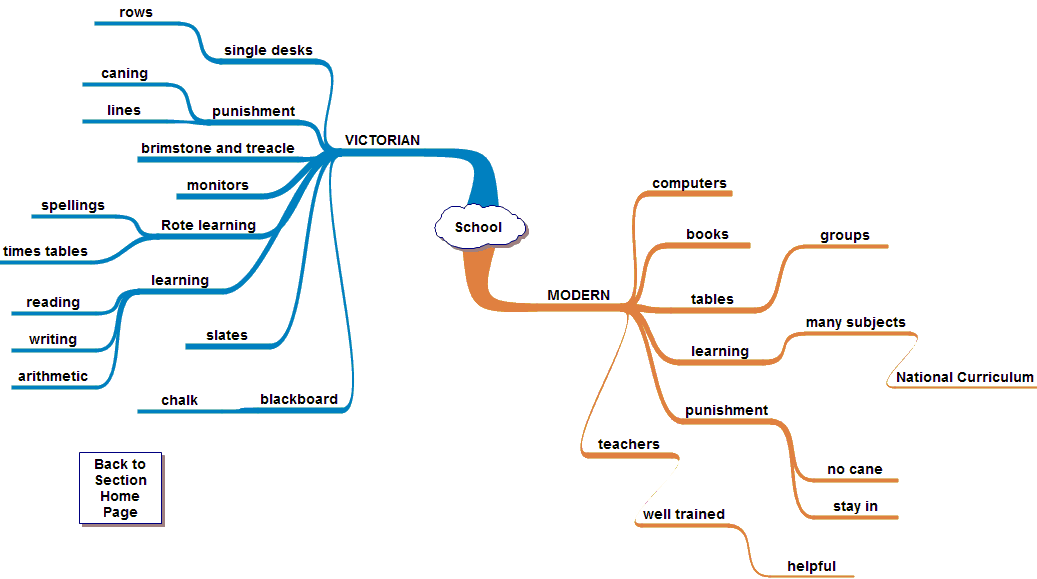 rows
single desks
caning
lines
punishment
VICTORIAN
brimstone and treacle
monitors
spellings
Rote learning
times tables
learning
reading
writing
arithmetic
slates
chalk
blackboard
School
computers
books
groups
MODERN
tables
many subjects
learning
National Curriculum
punishment
teachers
no cane
stay in
well trained
helpful
Back to
Section
Home
Page